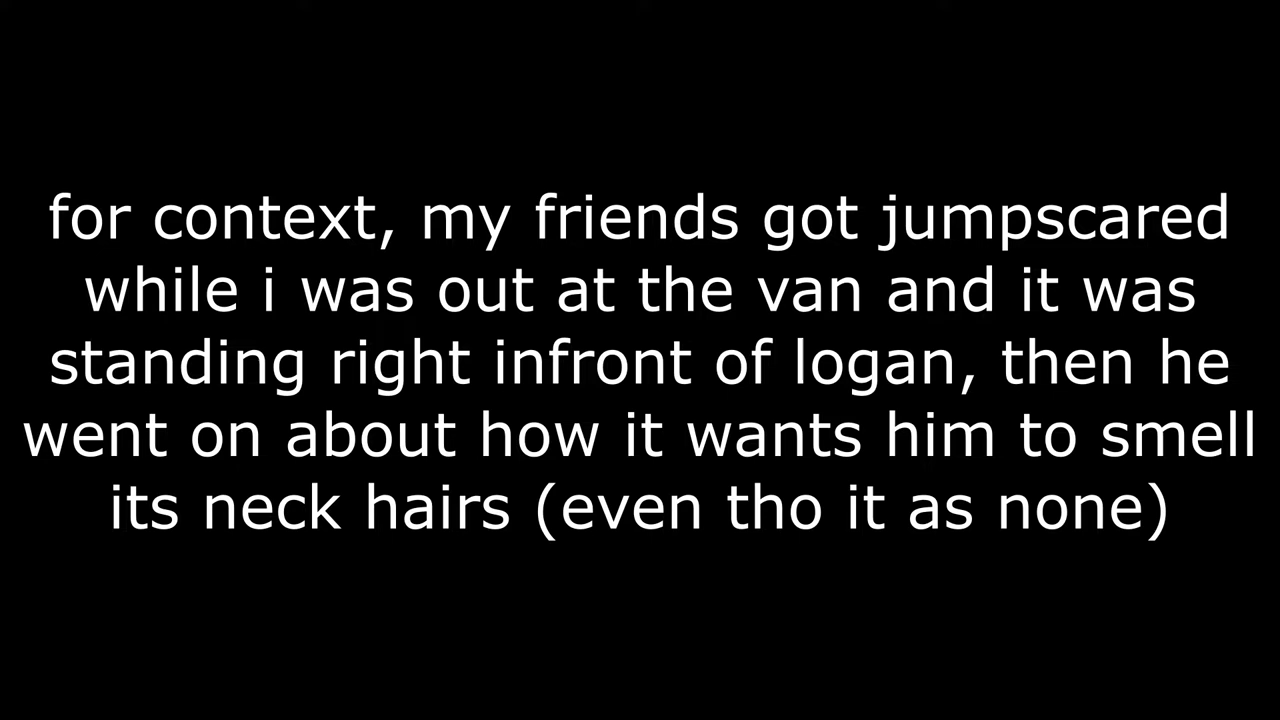 for context, my friends got jumpscared
while i was out at the van and it was
standing right infront of logan, then he
went on about how it wants him to smell
its neck hairs (even tho it as none)